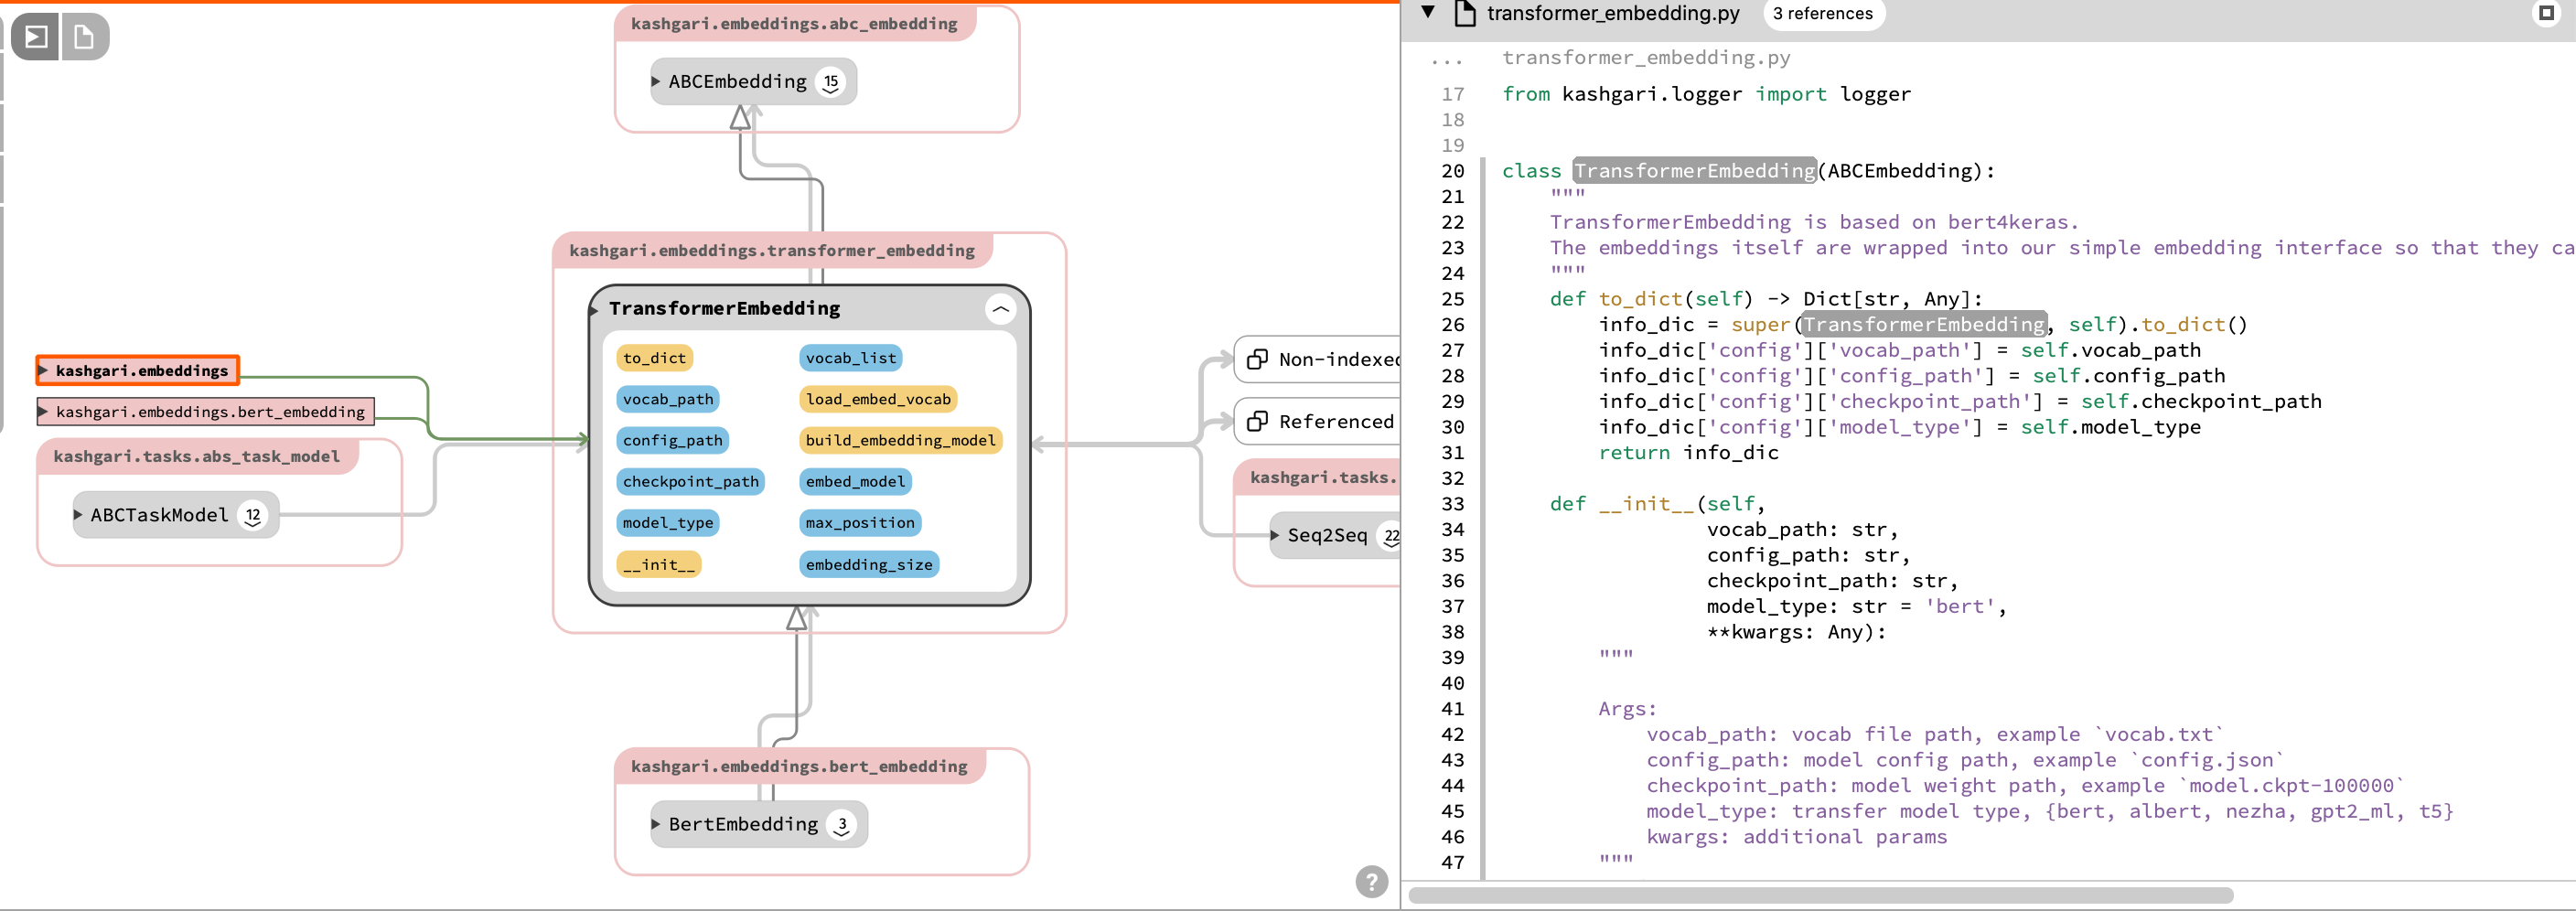 kashgari.embeddings.abc_embedding
ABCEmbedding 15
kashgari.embeddings.transformer_embedding
TransformerEmbedding
to_dict vocab_list
vocab_path load_embed_vocab
config_path build_embedding_model
checkpoint_path embed_model
model_type max_position
__init__ embedding_size
kashgari.embeddings
kashgari.embeddings.bert_embedding
kashgari.tasks.abs_task_model
ABCTaskModel 12
Non-indexed
Referenced
kashgari.tasks.
Seq2Seq 22
kashgari.embeddings.bert_embedding
BertEmbedding 3
?
transformer_embedding.py 3 references
... transformer_embedding.py
17 from kashgari.logger import logger
18
19
20 class TransformerEmbedding(ABCEmbedding):
21 """
22 TransformerEmbedding is based on bert4keras.
23 The embeddings itself are wrapped into our simple embedding interface so that they ca
24 """
25 def to_dict(self) -> Dict[str, Any]:
26 info_dic = super(TransformerEmbedding, self).to_dict()
27 info_dic['config']['vocab_path'] = self.vocab_path
28 info_dic['config']['config_path'] = self.config_path
29 info_dic['config']['checkpoint_path'] = self.checkpoint_path
30 info_dic['config']['model_type'] = self.model_type
31 return info_dic
32
33 def __init__(self,
34 vocab_path: str,
35 config_path: str,
36 checkpoint_path: str,
37 model_type: str = 'bert',
38 **kwargs: Any):
39 """
40
41 Args:
42 vocab_path: vocab file path, example `vocab.txt`
43 config_path: model config path, example `config.json`
44 checkpoint_path: model weight path, example `model.ckpt-100000`
45 model_type: transfer model type, {bert, albert, nezha, gpt2_ml, t5}
46 kwargs: additional params
47 """